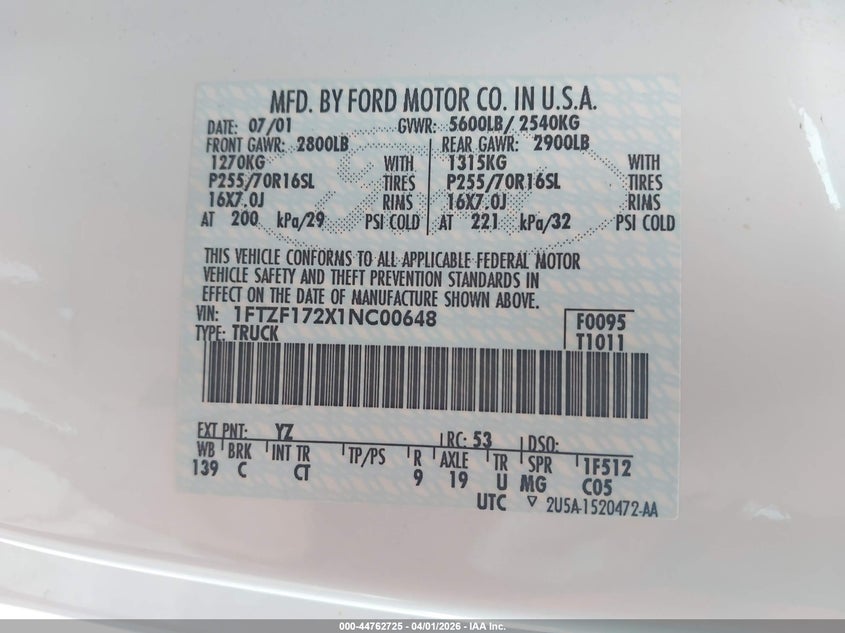 MFD. BY FORD MOTOR CO. IN U.S.A.
DATE: 07/01 GVWR: 5600LB/ 2540KG
FRONT GAWR: 2800LB REAR GAWR: 2900LB
1270KG WITH 1315KG WITH
P255/70R16SL TIRES P255/70R16SL TIRES
16X7.0J RIMS 16X7.0J RIMS
AT 200 kPa/29 PSI COLD AT 221 kPa/32 PSI COLD
THIS VEHICLE CONFORMS TO ALL APPLICABLE FEDERAL MOTOR
VEHICLE SAFETY AND THEFT PREVENTION STANDARDS IN
EFFECT ON THE DATE OF MANUFACTURE SHOWN ABOVE.
VIN: 1FTZF172X1NC00648 F0095
TYPE: TRUCK T1011
EXT PNT: YZ RC: 53 DSO:
WB BRK INT TR TP/PS R AXLE TR SPR 1F512
139 C CT 9 19 U MG C05
UTC ▽ 2U5A-1520472-AA
000-44762725 - 04/01/2026 - IAA Inc.